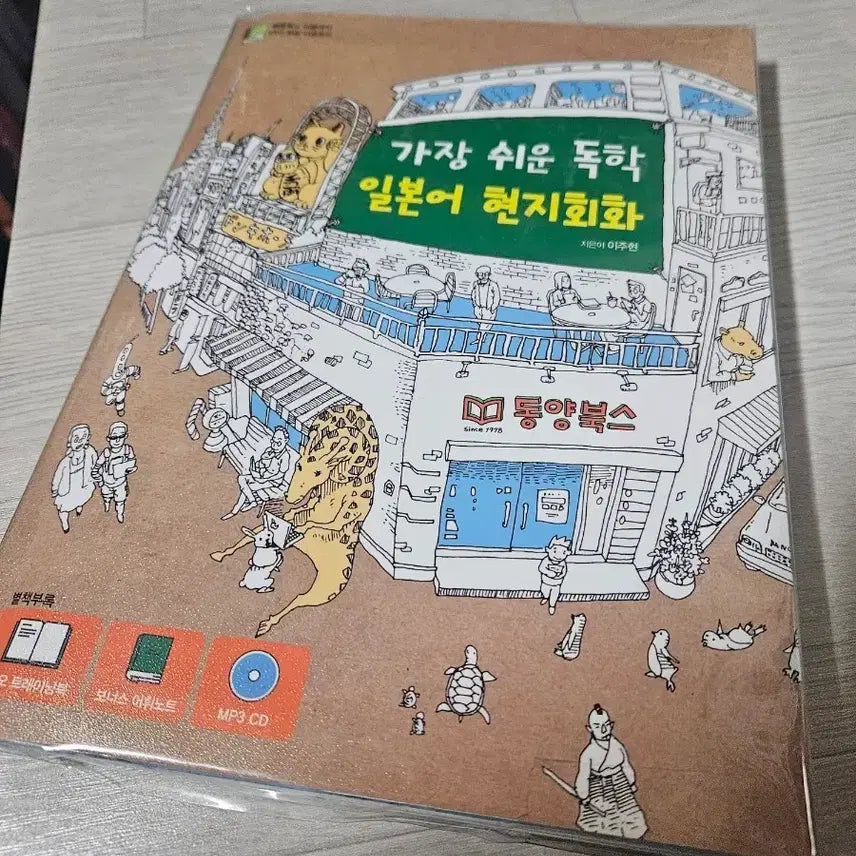 가장 쉬운 독학
일본어 현지회화
지은이 이주현
동양북스
since 1978
별책부록
트레이닝북
보너스 어휘노트
MP3 CD